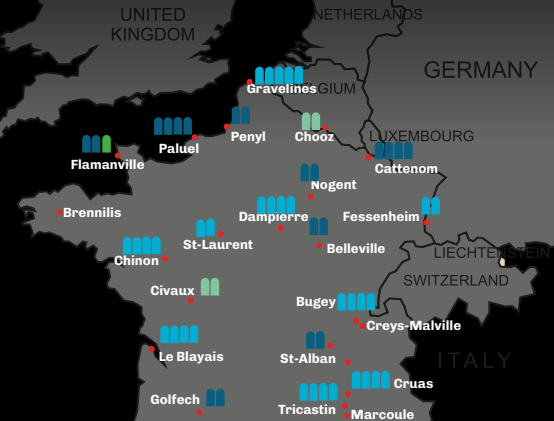 UNITED
KINGDOM
NETHERLANDS
GERMANY
Gravelines
GIUM
Penyl
Paluel
Chooz
LUXEMBOURG
Flamanville
Cattenom
Nogent
Brennilis
Dampierre
Fessenheim
St-Laurent
Belleville
Chinon
LIECHTENSTEIN
SWITZERLAND
Civaux
Bugey
Creys-Malville
Le Blayais
St-Alban
ITALY
Cruas
Golfech
Tricastin
Marcoule